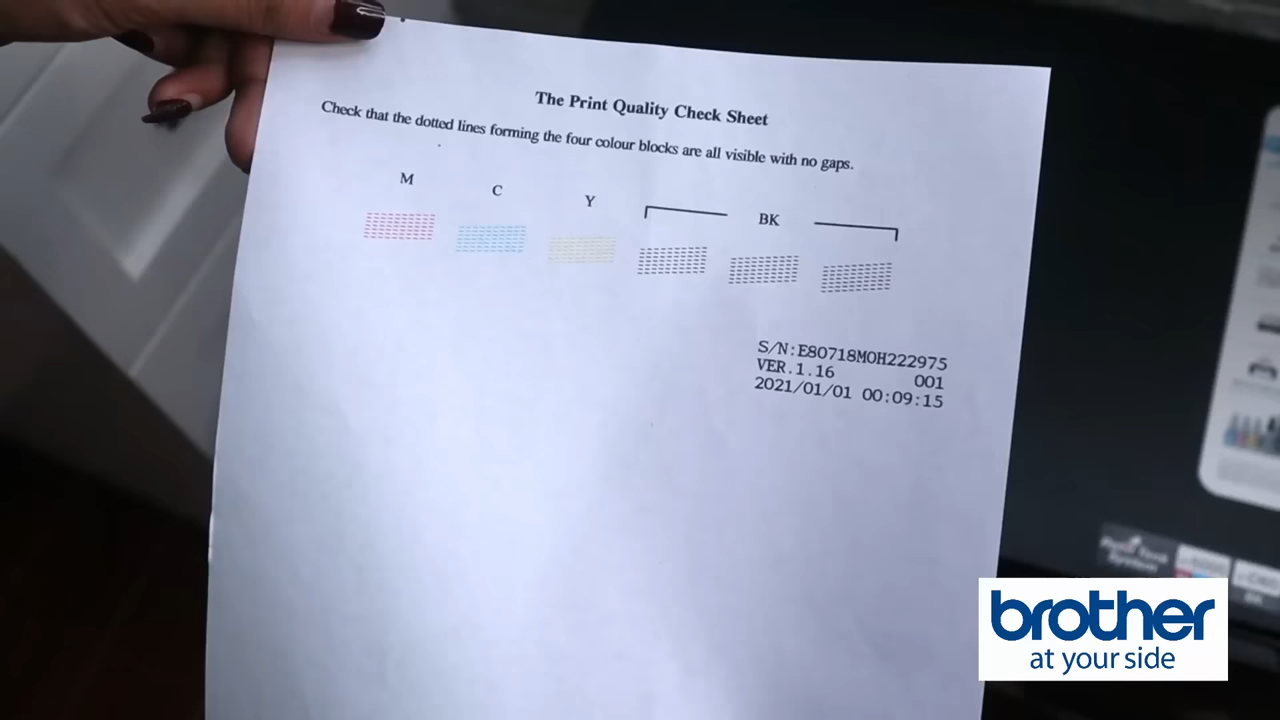 The Print Quality Check Sheet
Check that the dotted lines forming the four colour blocks are all visible with no gaps.
M C Y BK
S/N:E80718M0H222975
VER.1.16 001
2021/01/01 00:09:15
brother
at your side